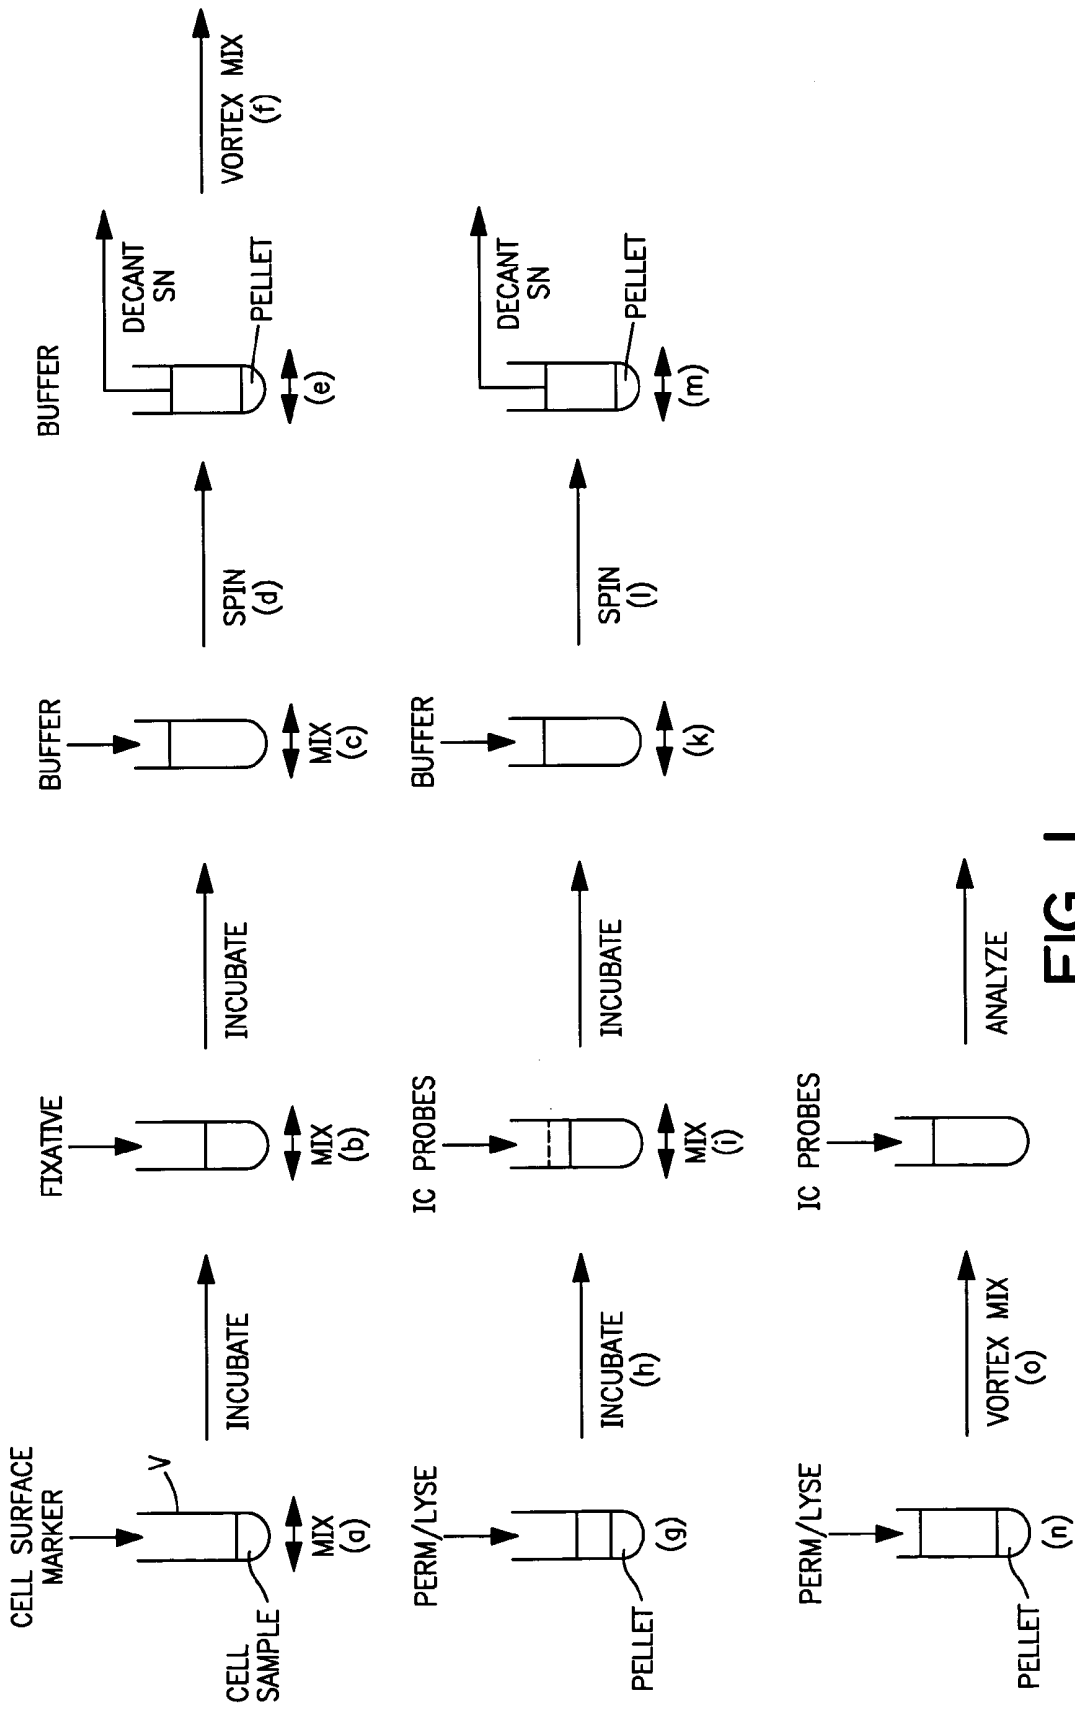 CELL SURFACE
MARKER
V
CELL
SAMPLE
MIX
(a)
INCUBATE
FIXATIVE
MIX
(b)
INCUBATE
BUFFER
MIX
(c)
SPIN
(d)
BUFFER
DECANT
SN
PELLET
(e)
VORTEX MIX
(f)
PERM/LYSE
PELLET
(g)
INCUBATE
(h)
IC PROBES
MIX
(i)
INCUBATE
BUFFER
(k)
SPIN
(l)
DECANT
SN
PELLET
(m)
PERM/LYSE
PELLET
(n)
VORTEX MIX
(o)
IC PROBES
ANALYZE